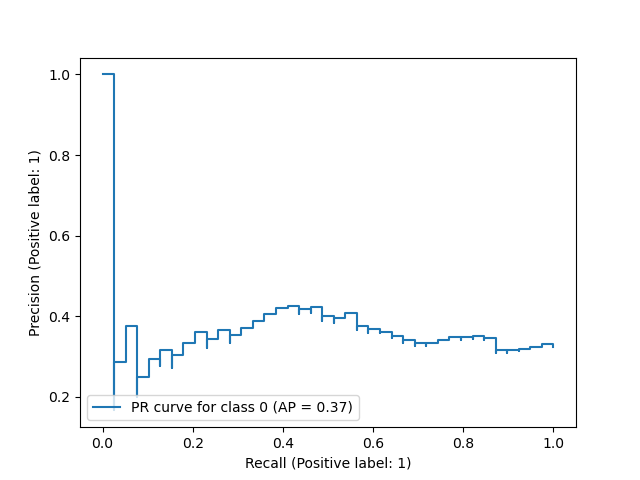 1.0
0.8
0.6
0.4
0.2
Precision (Positive label: 1)
PR curve for class 0 (AP = 0.37)
0.0 0.2 0.4 0.6 0.8 1.0
Recall (Positive label: 1)